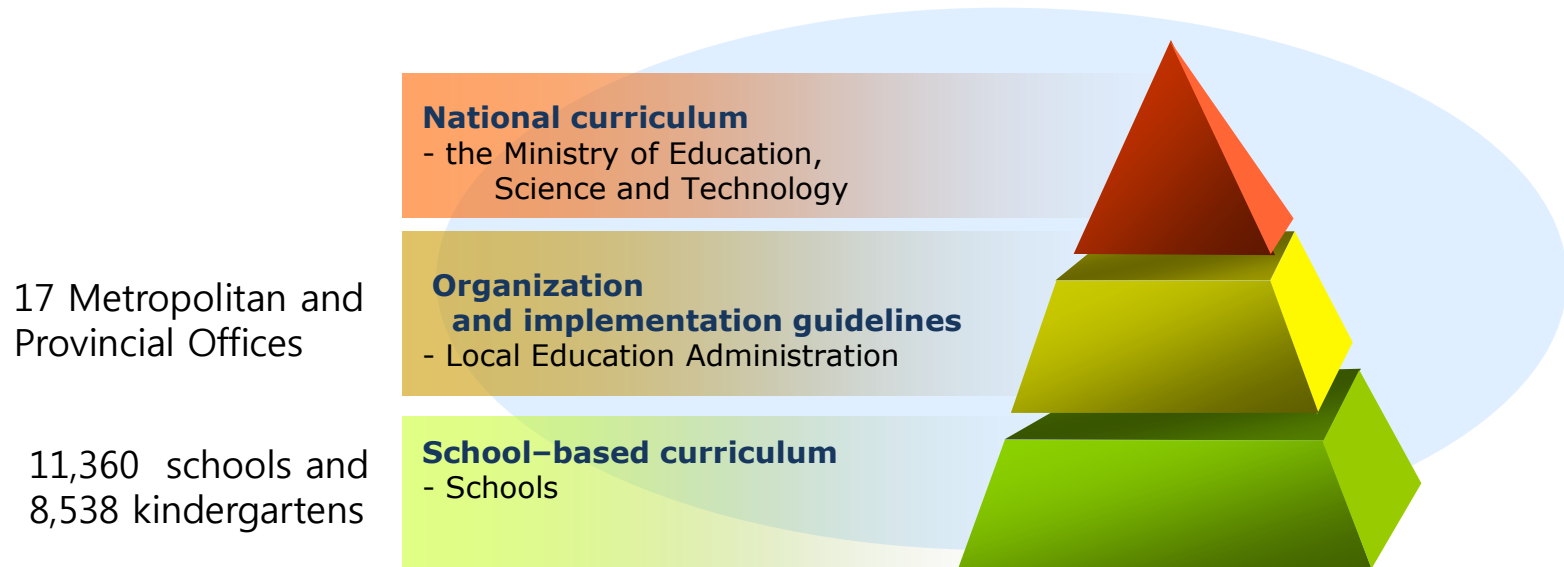 National curriculum
- the Ministry of Education,
Science and Technology
17 Metropolitan and
Provincial Offices
Organization
and implementation guidelines
- Local Education Administration
11,360 schools and
8,538 kindergartens
School–based curriculum
- Schools